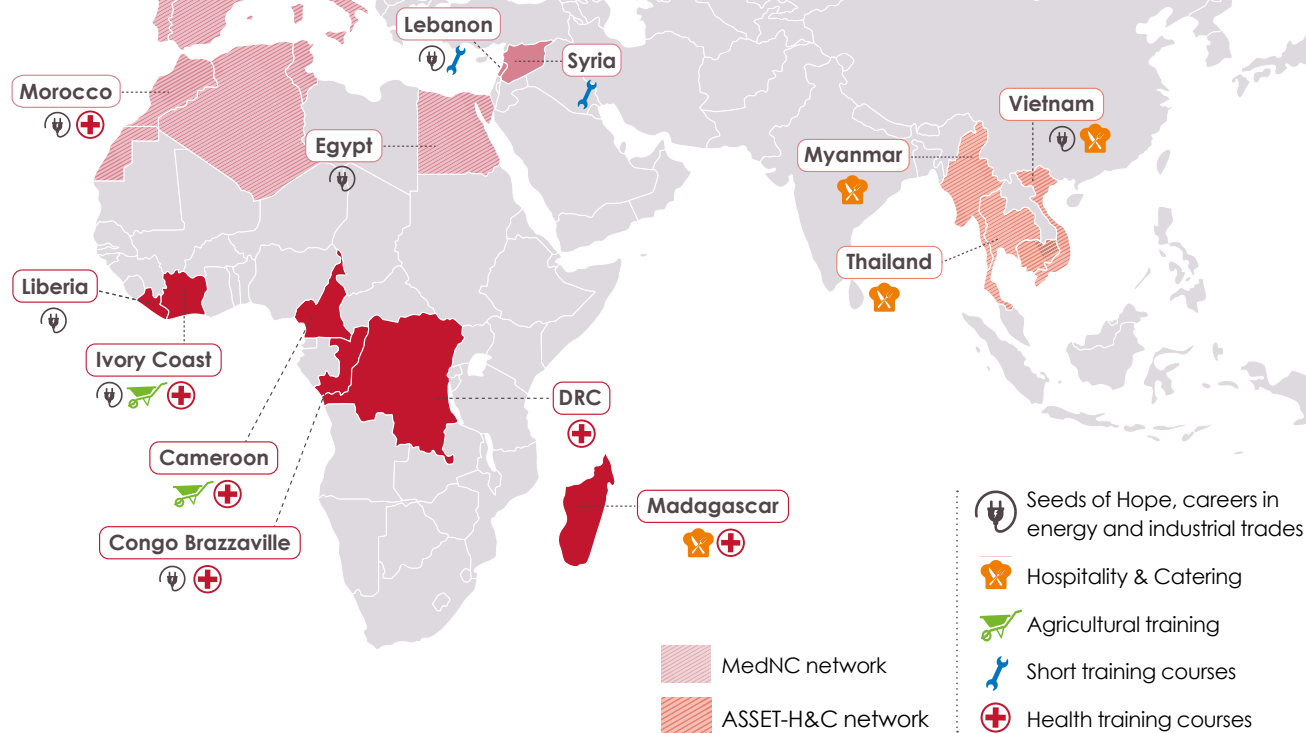 Lebanon
Syria
Morocco
Vietnam
Egypt
Myanmar
Thailand
Liberia
Ivory Coast
DRC
Cameroon
Madagascar
Congo Brazzaville
Seeds of Hope, careers in
energy and industrial trades
Hospitality & Catering
Agricultural training
Short training courses
Health training courses
MedNC network
ASSET-H&C network